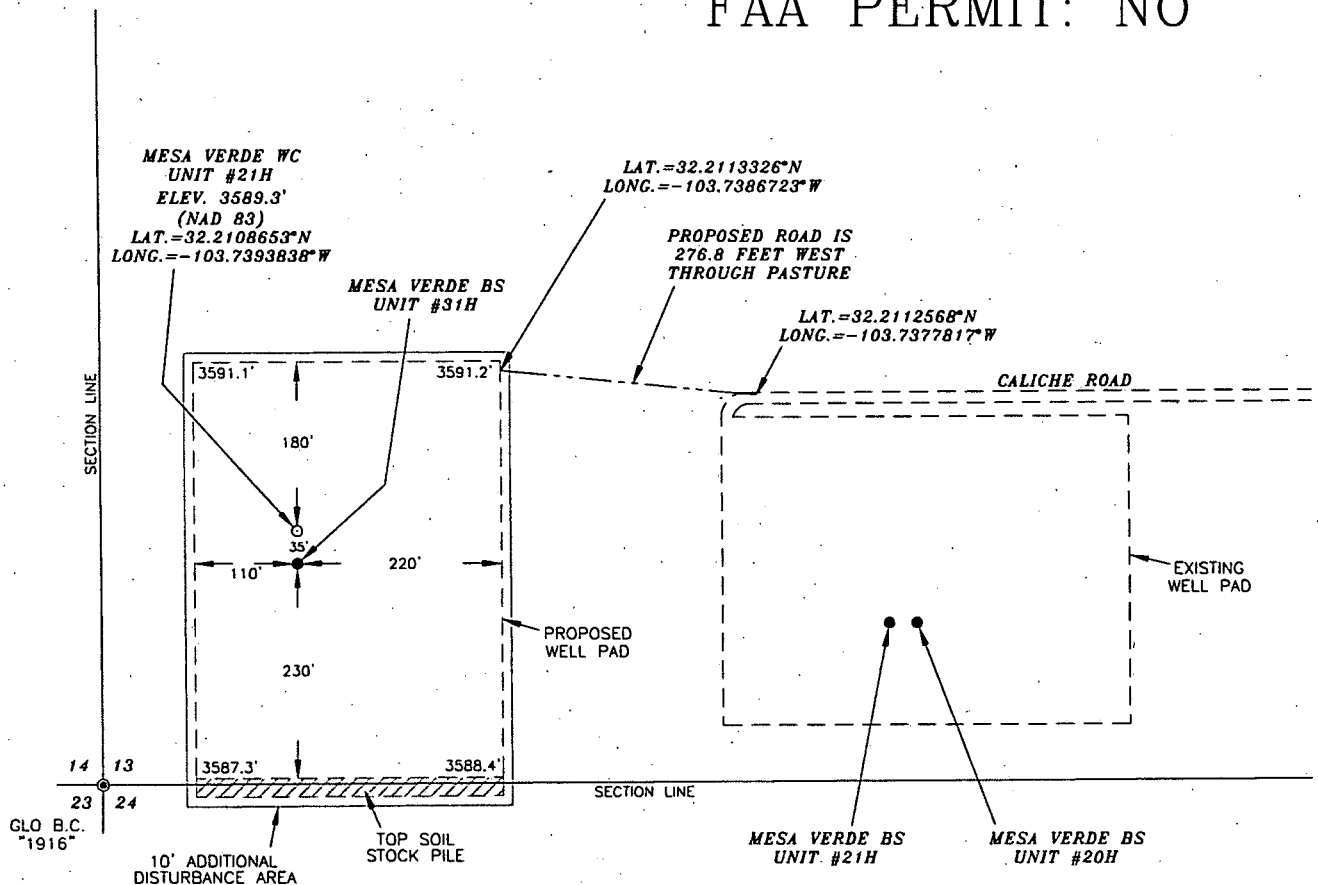 FAA PERMIT: NO
MESA VERDE WC
UNIT #21H
ELEV. 3589.3'
(NAD 83)
LAT.=32.2108653°N
LONG.=-103.7393838°W
LAT.=32.2113326°N
LONG.=-103.7386723°W
PROPOSED ROAD IS
276.8 FEET WEST
THROUGH PASTURE
MESA VERDE BS
UNIT #31H
LAT.=32.2112568°N
LONG.=-103.7377817°W
CALICHE ROAD
SECTION LINE
3591.1'
3591.2'
180'
35'
110'
220'
EXISTING
WELL PAD
PROPOSED
WELL PAD
230'
3587.3'
3588.4'
14 13
23 24
SECTION LINE
GLO B.C.
"1916"
10' ADDITIONAL
DISTURBANCE AREA
TOP SOIL
STOCK PILE
MESA VERDE BS
UNIT #21H
MESA VERDE BS
UNIT #20H